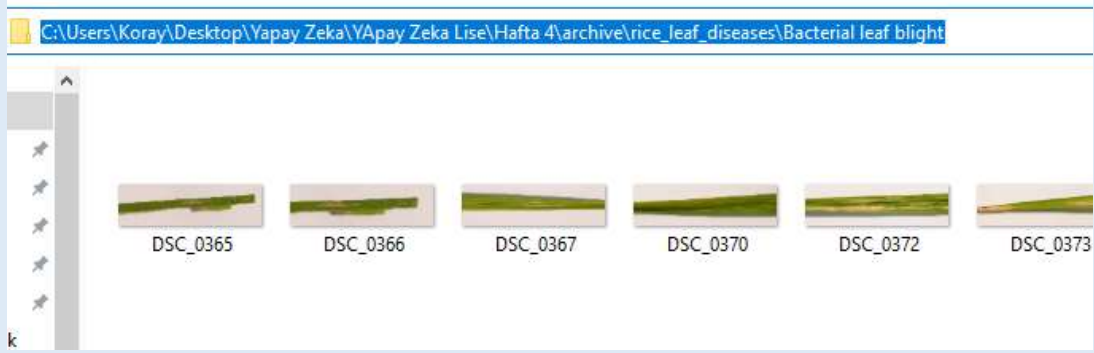 C:\Users\Koray\Desktop\Yapay Zeka\YApay Zeka Lise\Hafta 4\archive\rice_leaf_diseases\Bacterial leaf blight
DSC_0365
DSC_0366
DSC_0367
DSC_0370
DSC_0372
DSC_0373
k